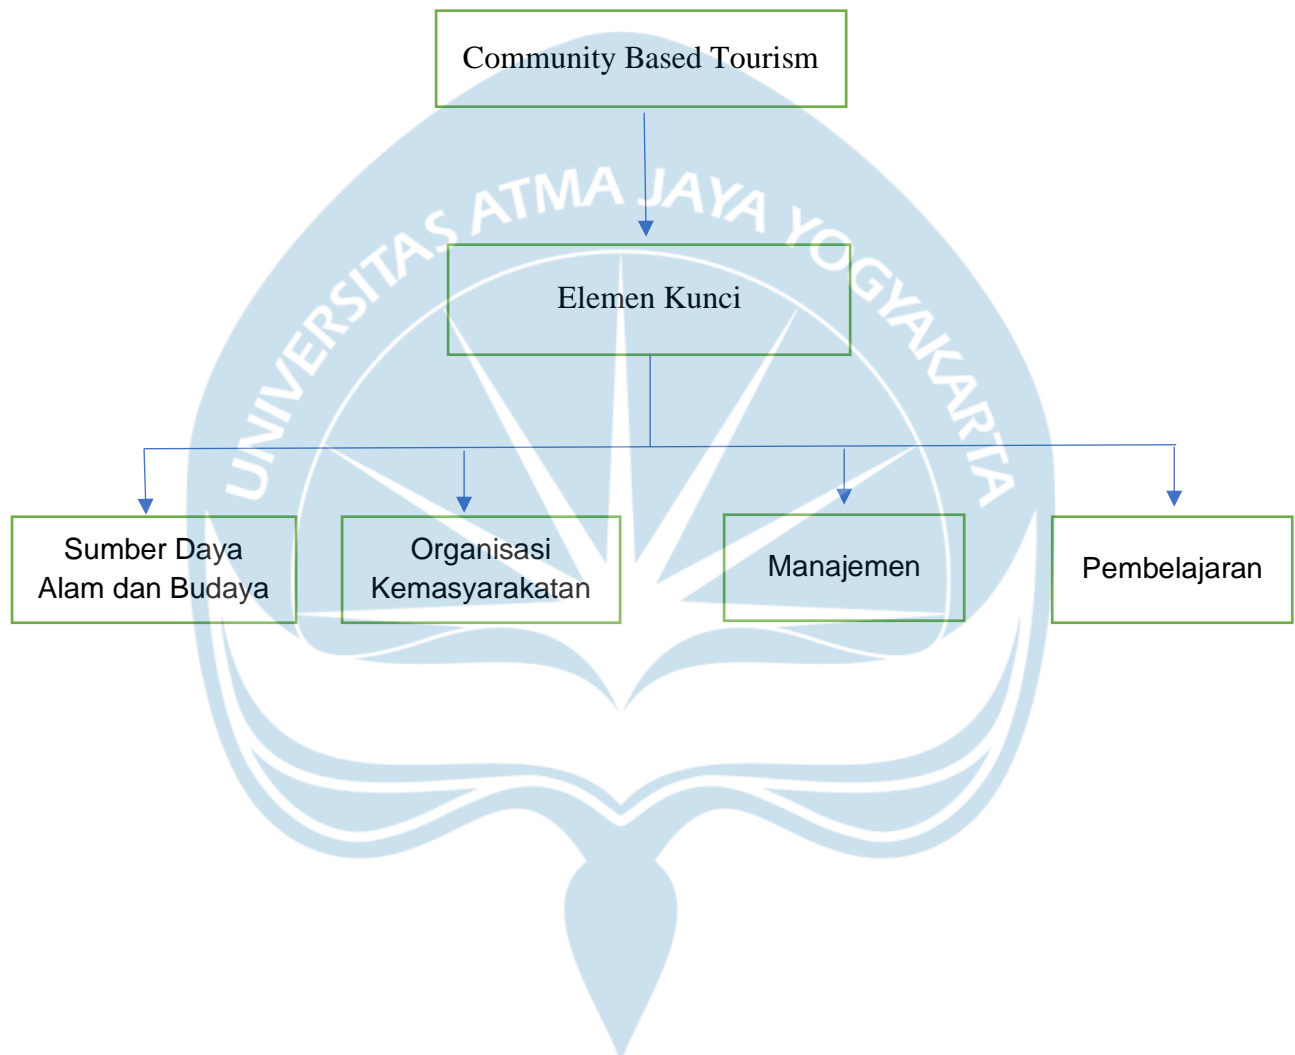 Community Based Tourism
UNIVERSITAS ATMA JAYA YOGYAKARTA
Elemen Kunci
Sumber Daya
Alam dan Budaya
Organisasi
Kemasyarakatan
Manajemen
Pembelajaran